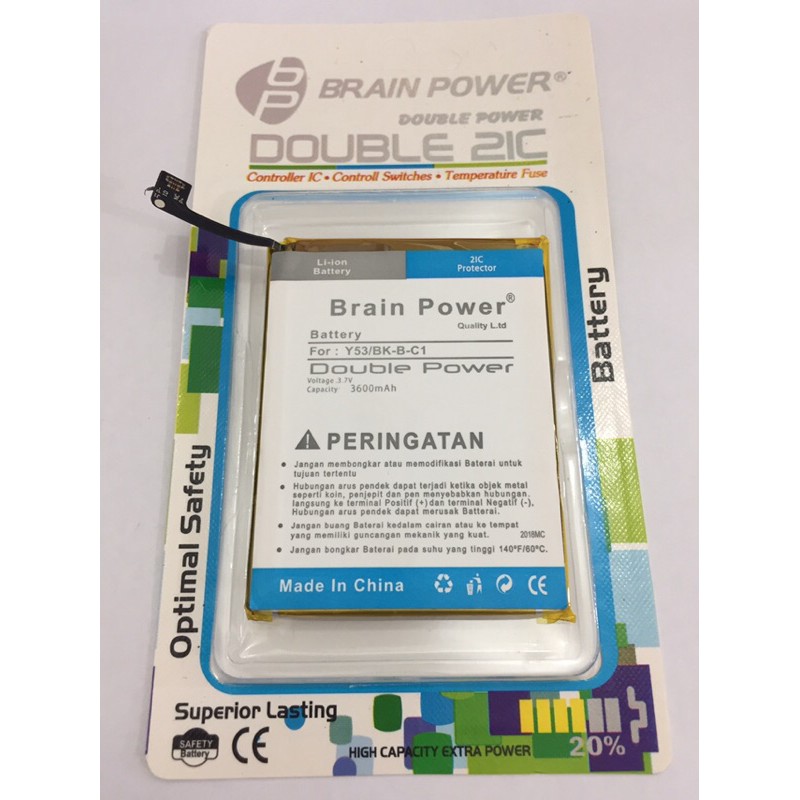 BRAIN POWER®
DOUBLE POWER
DOUBLE 2IC
Controller IC • Controll Switches • Temperature Fuse
Li-ion
Battery
2IC
Protector
Brain Power®
Quality L.td
Battery
For : Y53/BK-B-C1
Double Power
Voltage 3.7V
Capacity 3600mAh
PERINGATAN
Jangan membongkar atau memodifikasi Baterai untuk
tujuan tertentu
Hubungan arus pendek dapat terjadi ketika objek metal
seperti koin, penjepit dan pen menyebabkan hubungan.
langsung ke terminal Positif (+) dan terminal Negatif (-),
Hubungan arus pendek dapat merusak Batterai.
Jangan buang Baterai kedalam cairan atau ke tempat
yang memiliki guncangan mekanik yang kuat.
2016MC
Jangan bongkar Baterai pada suhu yang tinggi 140°F/60°C.
Made In China
CE
Battery
Optimal Safety
Superior Lasting
SAFETY
Battery
CE
HIGH CAPACITY EXTRA POWER
20%